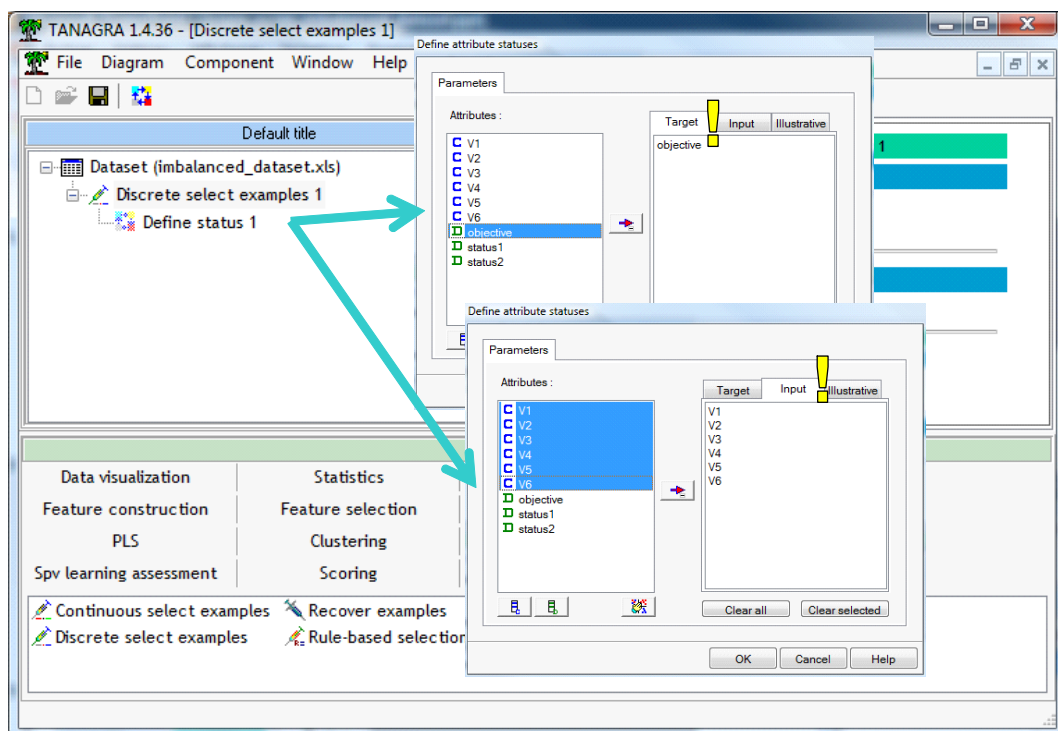 TANAGRA 1.4.36 - [Discrete select examples 1]
File Diagram Component Window Help
Default title
Dataset (imbalanced_dataset.xls)
Discrete select examples 1
Define status 1
1
Define attribute statuses
Parameters
Attributes :
V1
V2
V3
V4
V5
V6
objective
status1
status2
Target Input Illustrative
objective
Define attribute statuses
Parameters
Attributes :
V1
V2
V3
V4
V5
V6
objective
status1
status2
Target Input Illustrative
V1
V2
V3
V4
V5
V6
Clear all Clear selected
OK Cancel Help
Data visualization Statistics
Feature construction Feature selection
PLS Clustering
Spv learning assessment Scoring
Continuous select examples Recover examples
Discrete select examples Rule-based selection